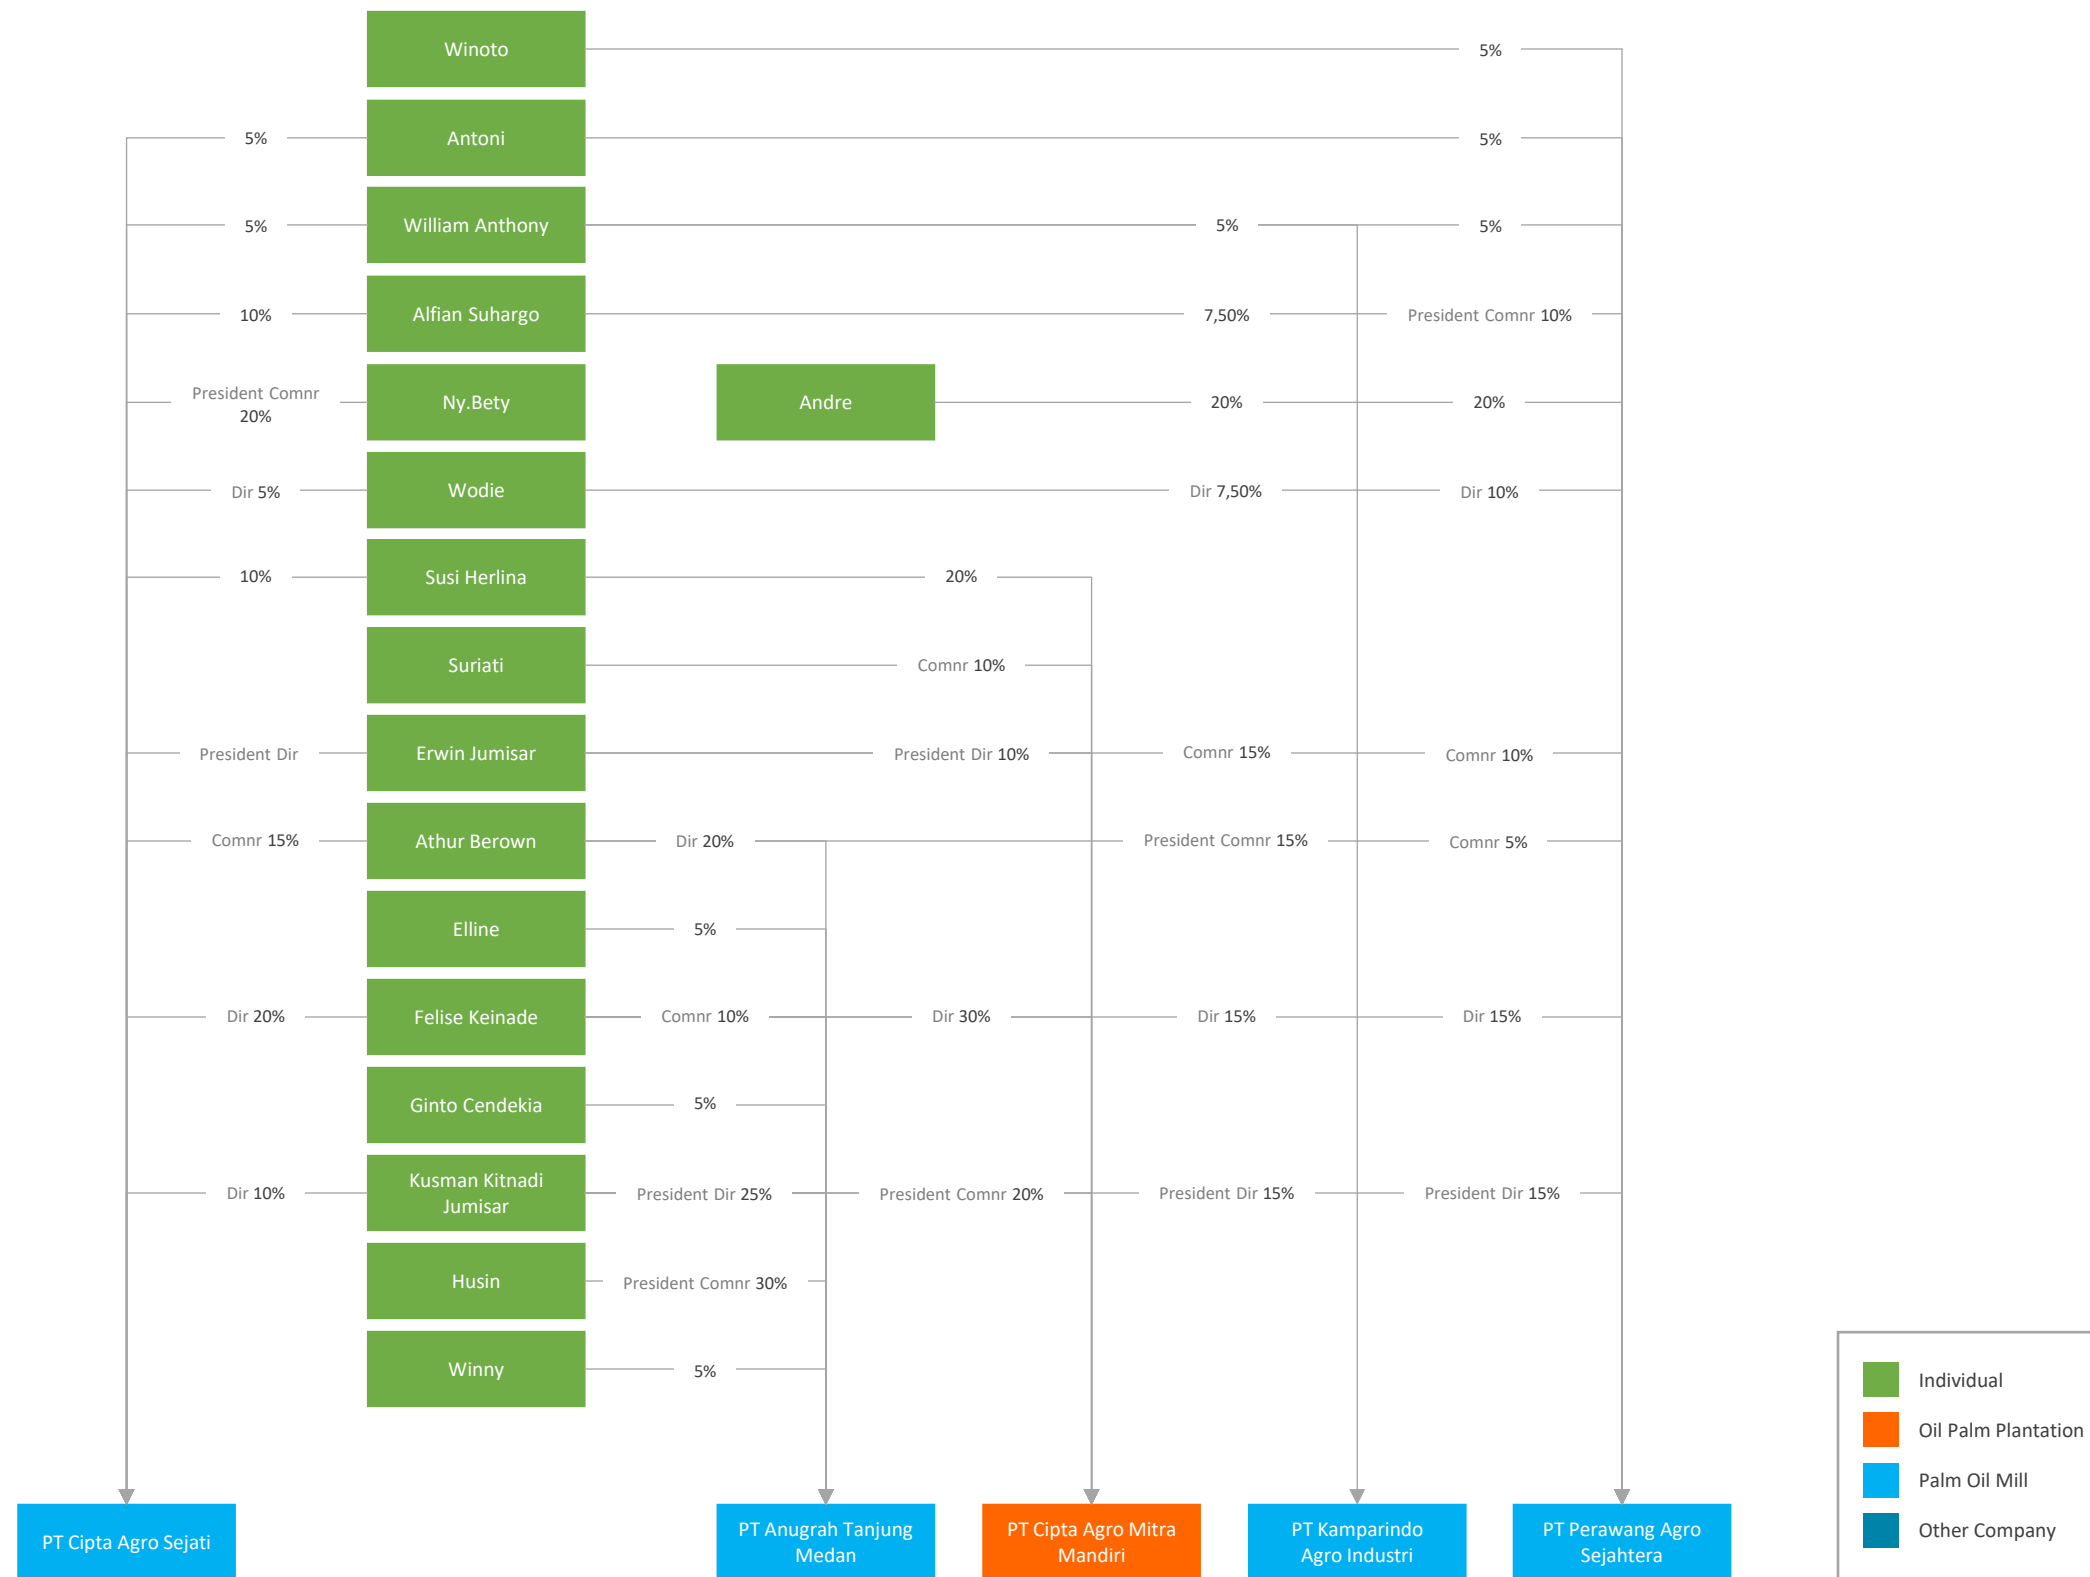 Winoto
5%
5%
Antoni
5%
5%
William Anthony
5%
5%
10%
Alfian Suhargo
7,50%
President Comnr 10%
President Comnr
20%
Ny.Bety
Andre
20%
20%
Dir 5%
Wodie
Dir 7,50%
Dir 10%
10%
Susi Herlina
20%
Suriati
Comnr 10%
President Dir
Erwin Jumisar
President Dir 10%
Comnr 15%
Comnr 10%
Comnr 15%
Athur Berown
Dir 20%
President Comnr 15%
Comnr 5%
Elline
5%
Dir 20%
Felise Keinade
Comnr 10%
Dir 30%
Dir 15%
Dir 15%
Ginto Cendekia
5%
Dir 10%
Kusman Kitnadi
Jumisar
President Dir 25%
President Comnr 20%
President Dir 15%
President Dir 15%
Husin
President Comnr 30%
Winny
5%
PT Cipta Agro Sejati
PT Anugrah Tanjung
Medan
PT Cipta Agro Mitra
Mandiri
PT Kamparindo
Agro Industri
PT Perawang Agro
Sejahtera
Individual
Oil Palm Plantation
Palm Oil Mill
Other Company